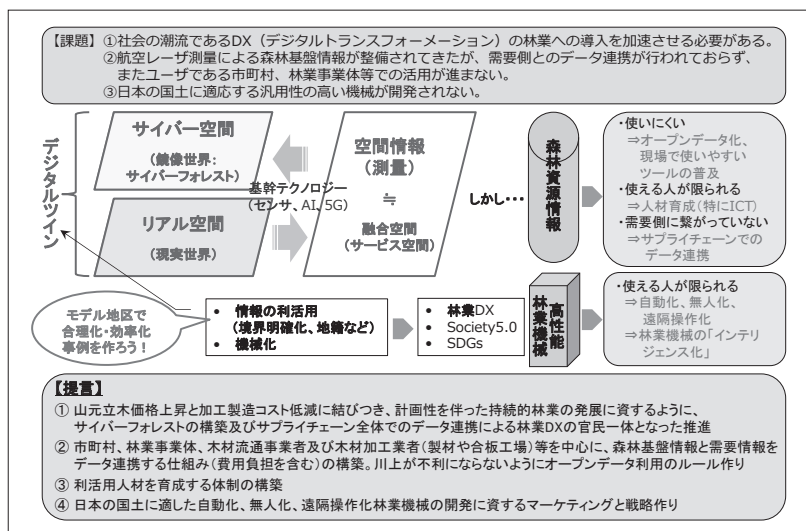 【課題】①社会の潮流であるDX（デジタルトランスフォーメーション）の林業への導入を加速させる必要がある。
②航空レーザ測量による森林基盤情報が整備されてきたが、需要側とのデータ連携が行われておらず、
またユーザである市町村、林業事業体等での活用が進まない。
③日本の国土に適応する汎用性の高い機械が開発されない。
デジタルツイン
サイバー空間
(鏡像世界：
サイバーフォレスト)
リアル空間
(現実世界)
基幹テクノロジー
(センサ、AI、5G)
空間情報
(測量)
≒
融合空間
(サービス空間)
しかし・・・
森林資源情報
・使いにくい
⇒オープンデータ化、
現場で使いやすい
ツールの普及
・使える人が限られる
⇒人材育成(特にICT)
・需要側に繋がっていない
⇒サプライチェーンでの
データ連携
モデル地区で
合理化・効率化
事例を作ろう！
• 情報の利活用
(境界明確化、地籍など)
• 機械化
• 林業DX
• Society5.0
• SDGs
高性能
林業機械
・使える人が限られる
⇒自動化、無人化、
遠隔操作化
⇒林業機械の「インテリ
ジェンス化」
【提言】
① 山元立木価格上昇と加工製造コスト低減に結びつき、計画性を伴った持続的林業の発展に資するように、
サイバーフォレストの構築及びサプライチェーン全体でのデータ連携による林業DXの官民一体となった推進
② 市町村、林業事業体、木材流通事業者及び木材加工業者(製材や合板工場)等を中心に、森林基盤情報と需要情報を
データ連携する仕組み(費用負担を含む)の構築。川上が不利にならないようにオープンデータ利用のルール作り
③ 利活用人材を育成する体制の構築
④ 日本の国土に適した自動化、無人化、遠隔操作化林業機械の開発に資するマーケティングと戦略作り